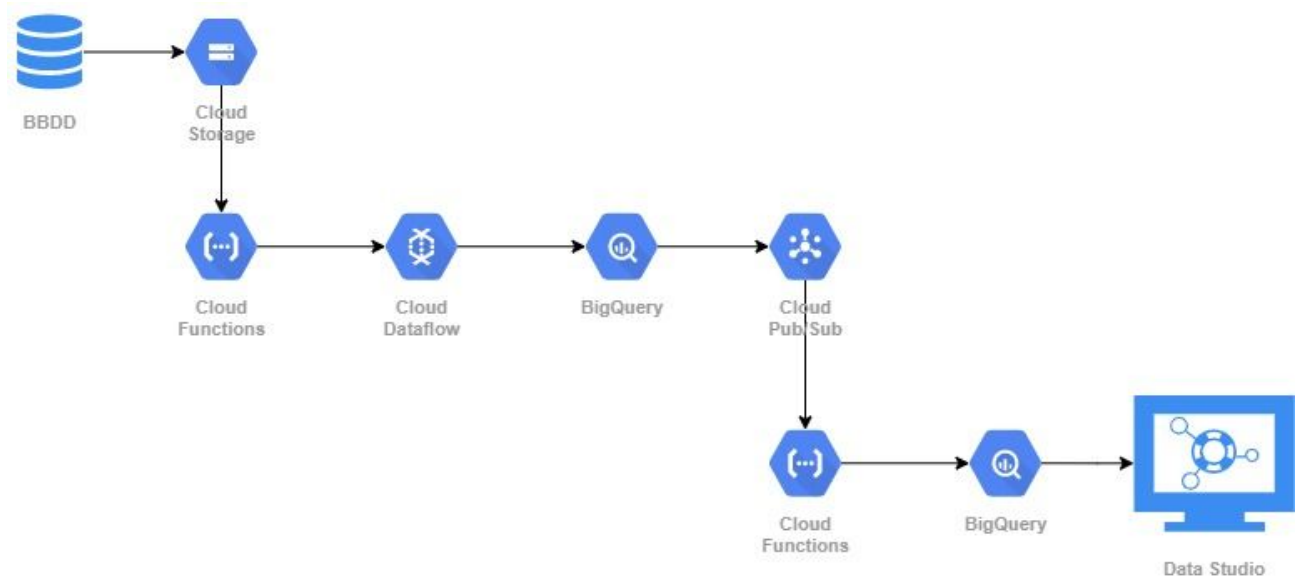 BBDD
Cloud
Storage
Cloud
Functions
Cloud
Dataflow
BigQuery
Cloud
Pub/Sub
Cloud
Functions
BigQuery
Data Studio